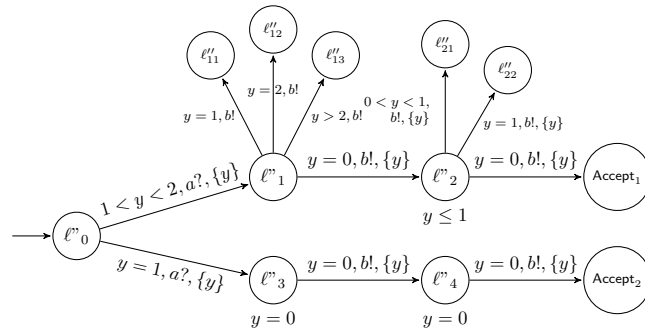 ℓ''₁₁
ℓ''₁₂
ℓ''₁₃
ℓ''₂₁
ℓ''₂₂
y = 1, b!
y = 2, b!
y > 2, b!
0 < y < 1,
b!, {y}
y = 1, b!, {y}
1 < y < 2, a?, {y}
ℓ”₁
y = 0, b!, {y}
ℓ”₂
y = 0, b!, {y}
Accept₁
y ≤ 1
ℓ”₀
y = 1, a?, {y}
ℓ”₃
y = 0, b!, {y}
ℓ”₄
y = 0, b!, {y}
Accept₂
y = 0
y = 0